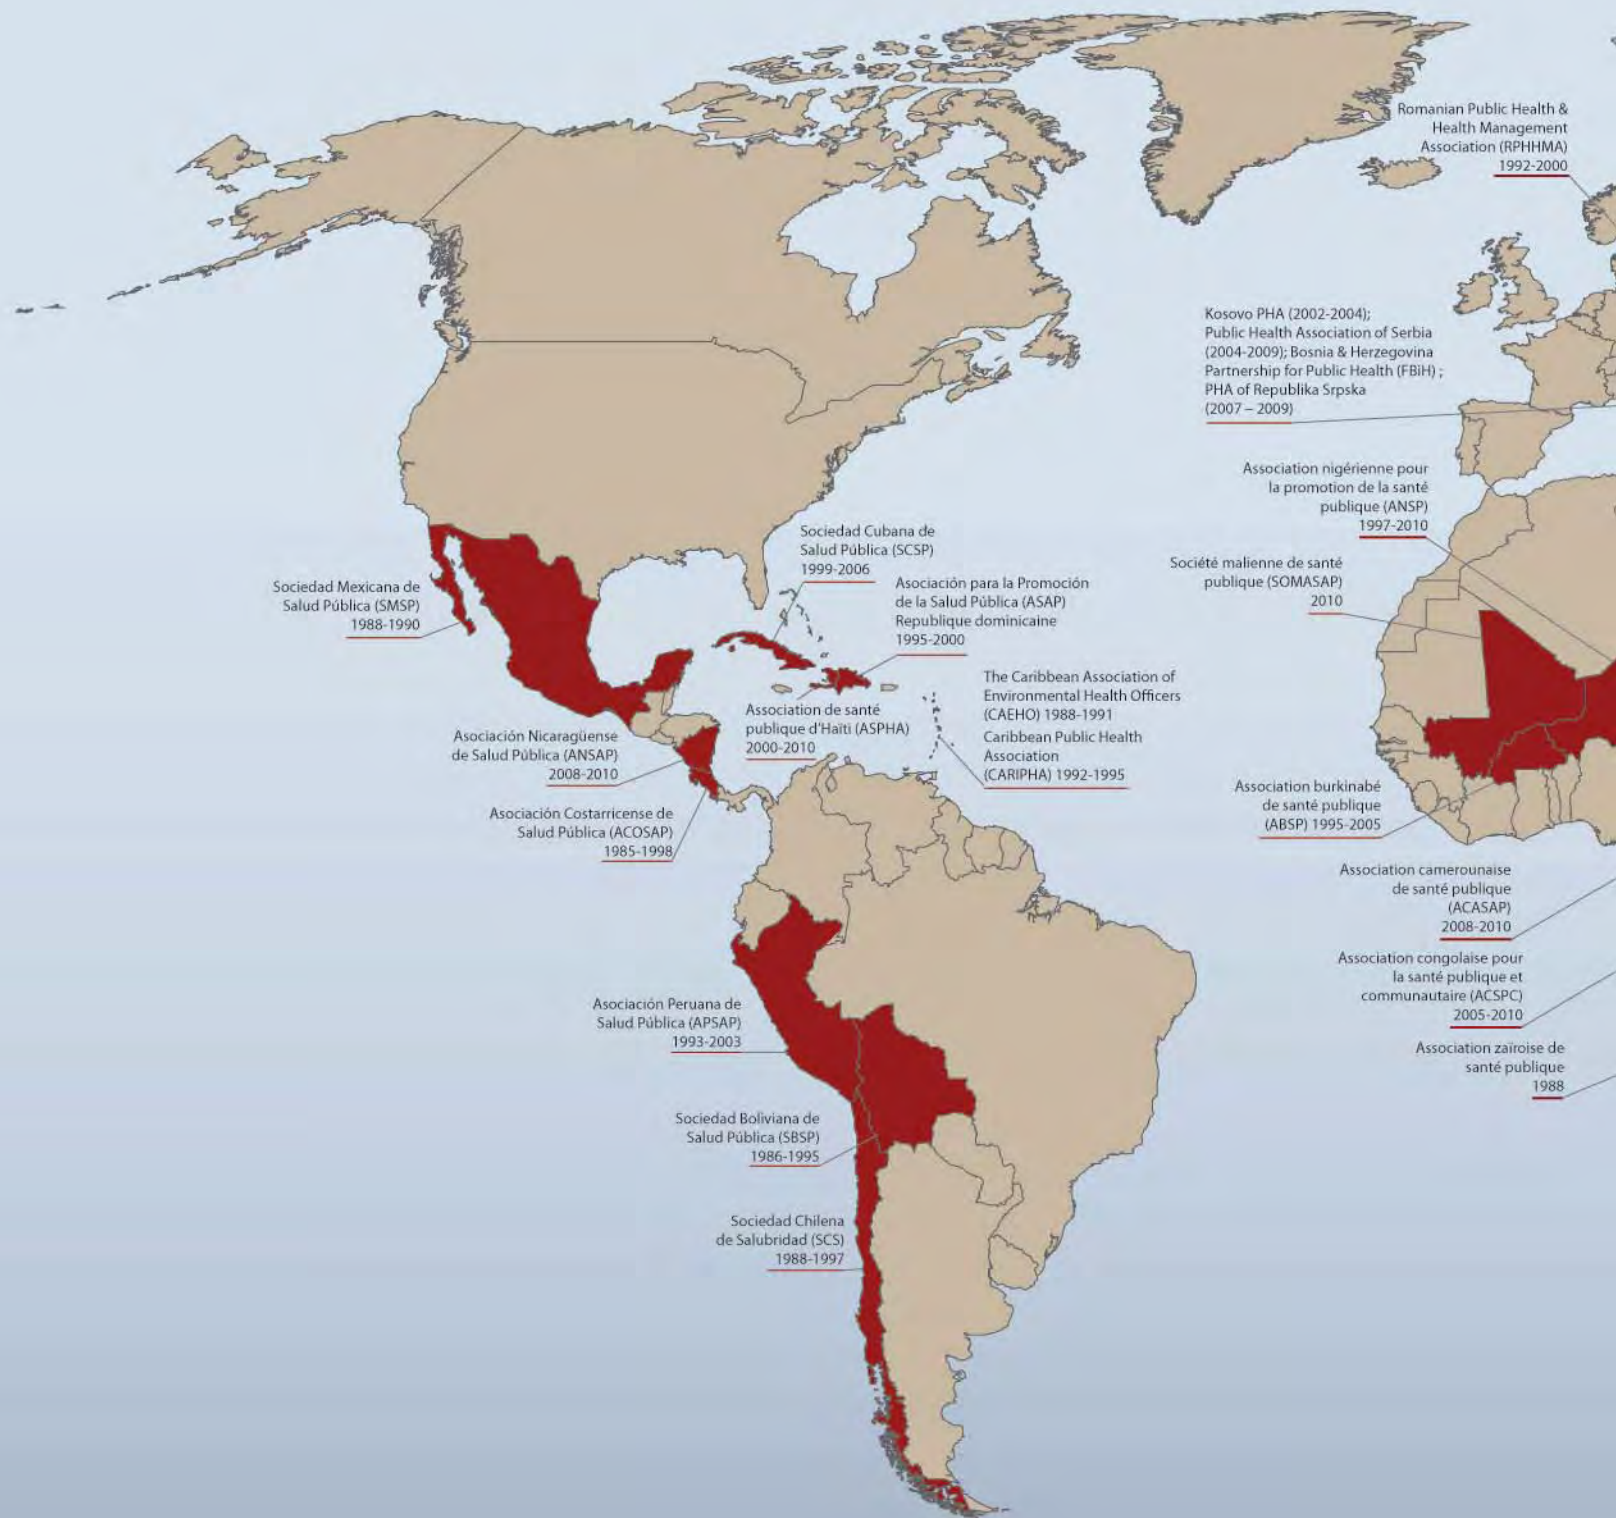 Romanian Public Health &
Health Management
Association (RPHHMA)
1992-2000
Kosovo PHA (2002-2004);
Public Health Association of Serbia
(2004-2009); Bosnia & Herzegovina
Partnership for Public Health (FBiH) ;
PHA of Republika Srpska
(2007 – 2009)
Association nigérienne pour
la promotion de la santé
publique (ANSP)
1997-2010
Société malienne de santé
publique (SOMASAP)
2010
Sociedad Cubana de
Salud Pública (SCSP)
1999-2006
Asociación para la Promoción
de la Salud Pública (ASAP)
Republique dominicaine
1995-2000
Sociedad Mexicana de
Salud Pública (SMSP)
1988-1990
The Caribbean Association of
Environmental Health Officers
(CAEHO) 1988-1991
Caribbean Public Health
Association
(CARIPHA) 1992-1995
Association de santé
publique d'Haïti (ASPHA)
2000-2010
Asociación Nicaragüense
de Salud Pública (ANSAP)
2008-2010
Asociación Costarricense de
Salud Pública (ACOSAP)
1985-1998
Association burkinabé
de santé publique
(ABSP) 1995-2005
Association camerounaise
de santé publique
(ACASAP)
2008-2010
Association congolaise pour
la santé publique et
communautaire (ACSPC)
2005-2010
Association zaïroise de
santé publique
1988
Asociación Peruana de
Salud Pública (APSAP)
1993-2003
Sociedad Boliviana de
Salud Pública (SBSP)
1986-1995
Sociedad Chilena
de Salubridad (SCS)
1988-1997